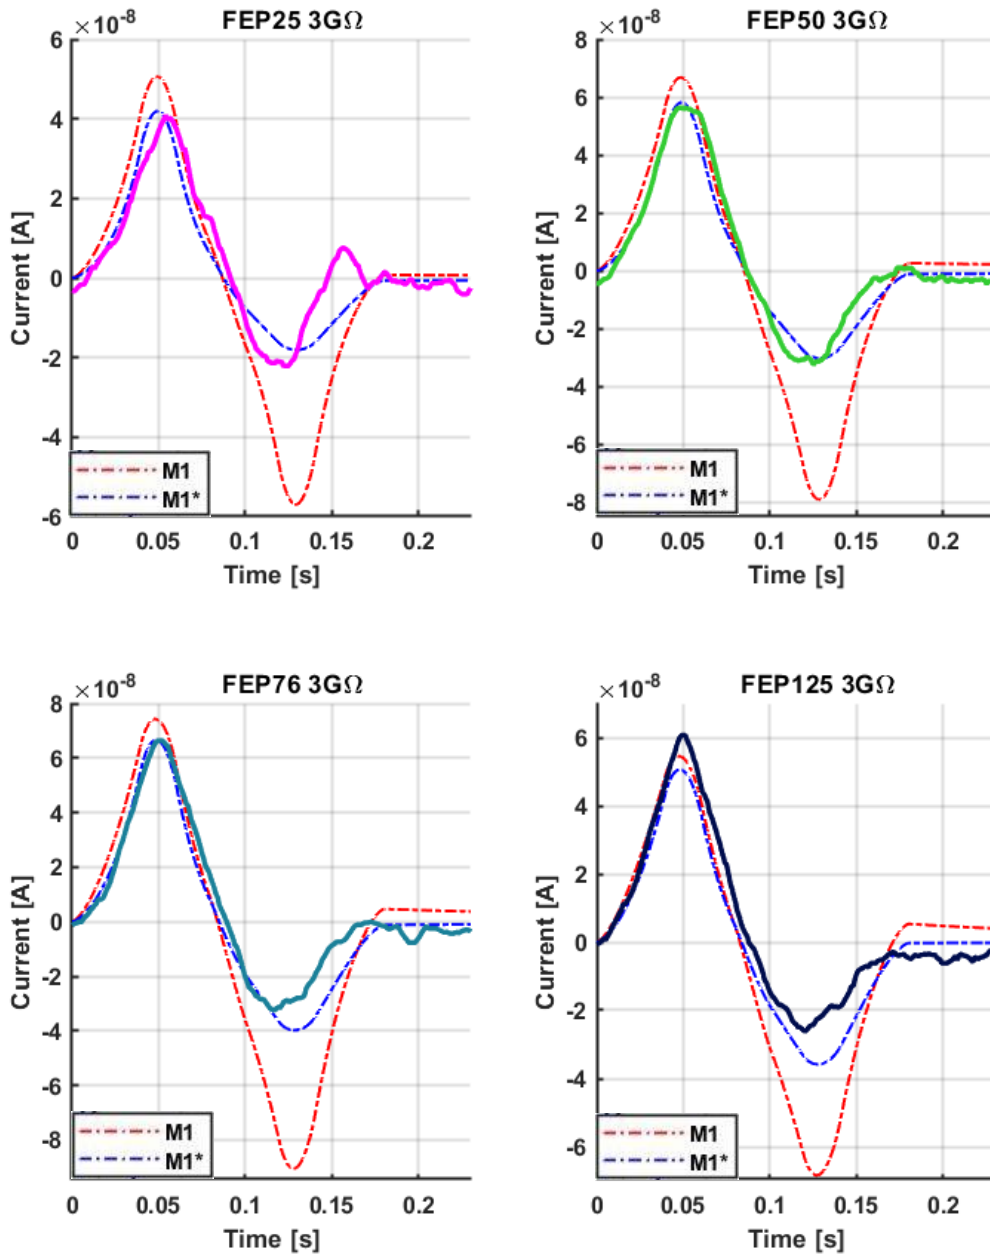 ×10-8
FEP25 3GΩ
6
4
2
0
-2
-4
-6
Current [A]
M1
M1*
0
0.05
0.1
0.15
0.2
Time [s]
×10-8
FEP50 3GΩ
8
6
4
2
0
-2
-4
-6
-8
Current [A]
M1
M1*
0
0.05
0.1
0.15
0.2
Time [s]
×10-8
FEP76 3GΩ
8
6
4
2
0
-2
-4
-6
-8
Current [A]
M1
M1*
0
0.05
0.1
0.15
0.2
Time [s]
×10-8
FEP125 3GΩ
6
4
2
0
-2
-4
-6
Current [A]
M1
M1*
0
0.05
0.1
0.15
0.2
Time [s]